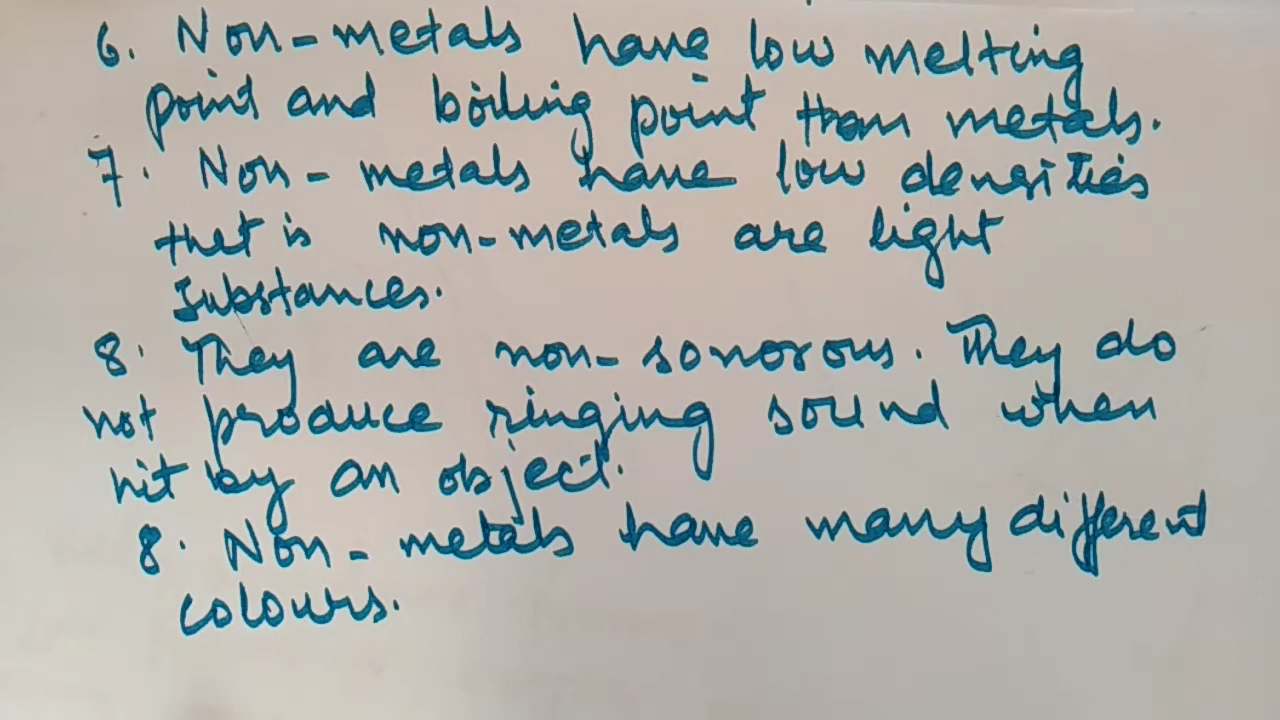 6. Non-metals have low melting
point and boiling point than metals.
7. Non-metals have low densities
thet is non-metals are light
substances.
8. They are non-sonorous. They do
not produce ringing sound when
hit by an object.
8. Non-metals have many different
colours.